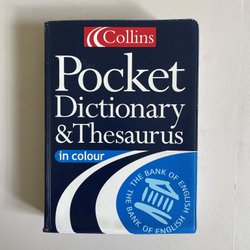 Collins
Pocket
Dictionary
& Thesaurus
in colour
THE BANK OF ENGLISH
THE BANK OF ENGLISH